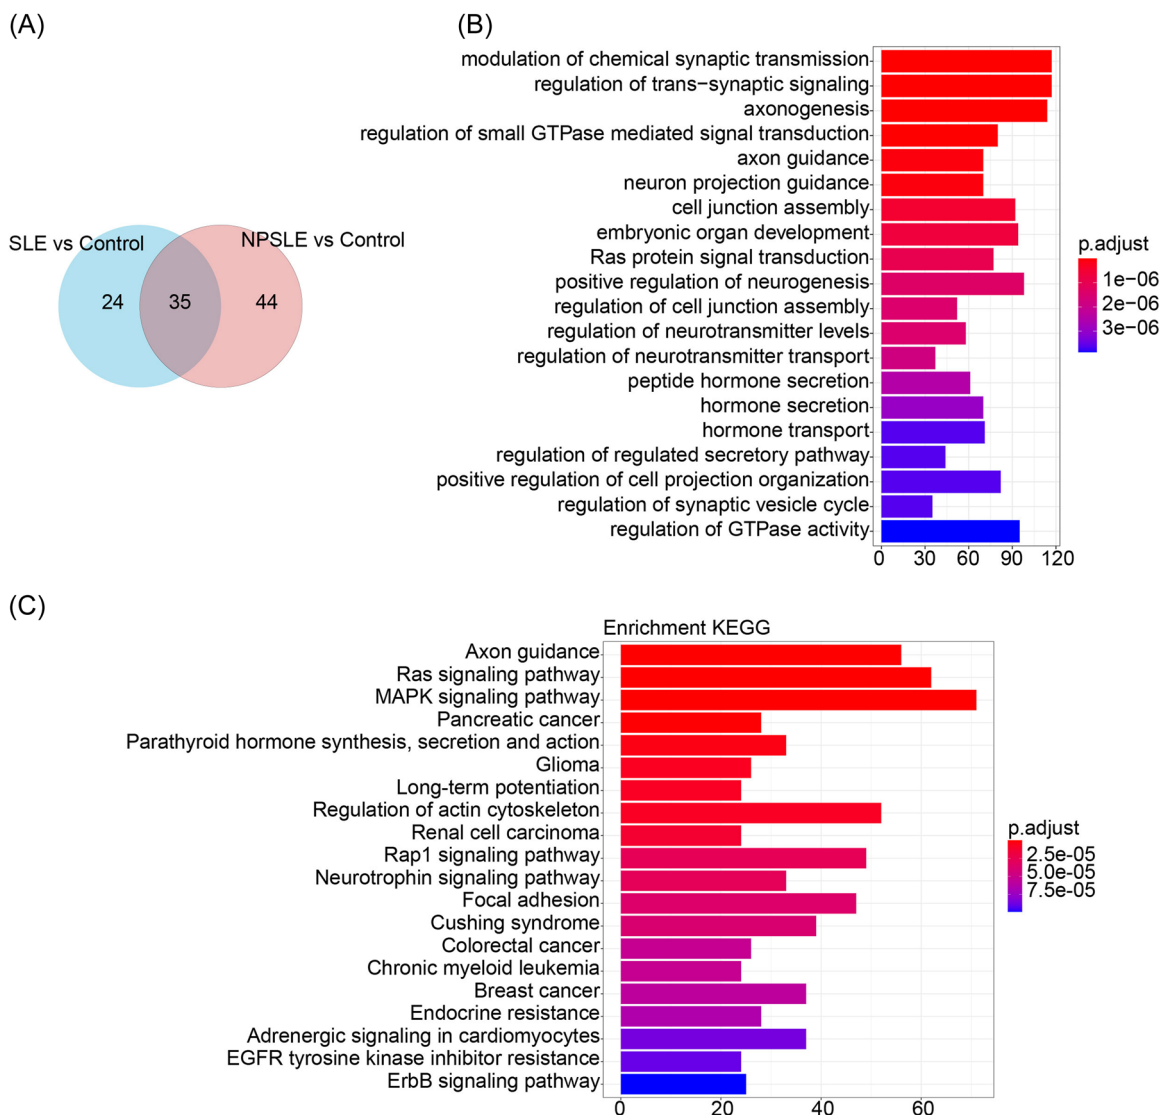 (A)
SLE vs Control
NPSLE vs Control
24
35
44
(B)
modulation of chemical synaptic transmission
regulation of trans−synaptic signaling
axonogenesis
regulation of small GTPase mediated signal transduction
axon guidance
neuron projection guidance
cell junction assembly
embryonic organ development
Ras protein signal transduction
positive regulation of neurogenesis
regulation of cell junction assembly
regulation of neurotransmitter levels
regulation of neurotransmitter transport
peptide hormone secretion
hormone secretion
hormone transport
regulation of regulated secretory pathway
positive regulation of cell projection organization
regulation of synaptic vesicle cycle
regulation of GTPase activity
0 30 60 90 120
p.adjust
1e−06
2e−06
3e−06
(C)
Enrichment KEGG
Axon guidance
Ras signaling pathway
MAPK signaling pathway
Pancreatic cancer
Parathyroid hormone synthesis, secretion and action
Glioma
Long-term potentiation
Regulation of actin cytoskeleton
Renal cell carcinoma
Rap1 signaling pathway
Neurotrophin signaling pathway
Focal adhesion
Cushing syndrome
Colorectal cancer
Chronic myeloid leukemia
Breast cancer
Endocrine resistance
Adrenergic signaling in cardiomyocytes
EGFR tyrosine kinase inhibitor resistance
ErbB signaling pathway
0 20 40 60
p.adjust
2.5e-05
5.0e-05
7.5e-05